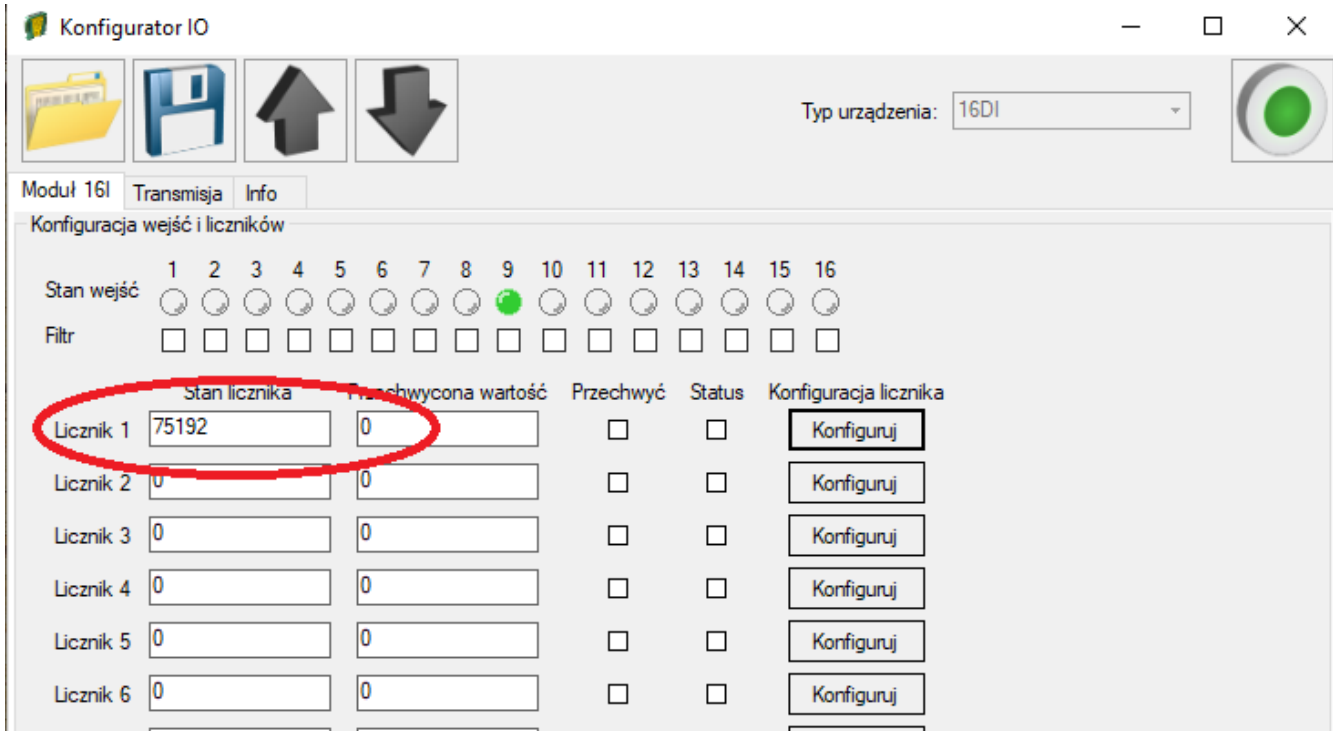 Konfigurator IO
Typ urządzenia: 16DI
Moduł 16I Transmisja Info
Konfiguracja wejść i liczników
1 2 3 4 5 6 7 8 9 10 11 12 13 14 15 16
Stan wejść
Filtr
Stan licznika Przechwycona wartość Przechwyć Status Konfiguracja licznika
Licznik 1 75192 0 Konfiguruj
Licznik 2 0 0 Konfiguruj
Licznik 3 0 0 Konfiguruj
Licznik 4 0 0 Konfiguruj
Licznik 5 0 0 Konfiguruj
Licznik 6 0 0 Konfiguruj